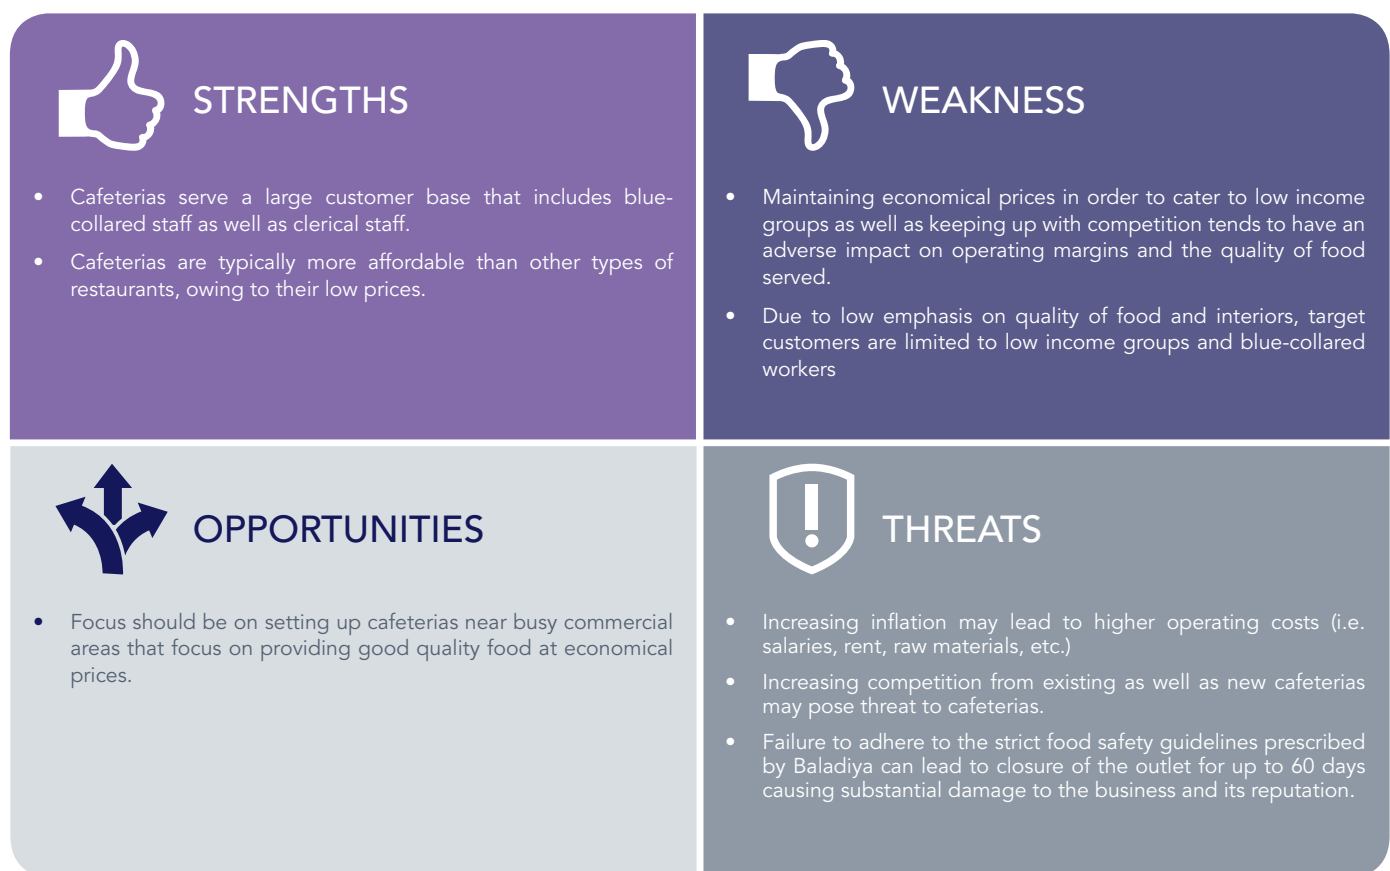 STRENGTHS
• Cafeterias serve a large customer base that includes blue-
collared staff as well as clerical staff.
• Cafeterias are typically more affordable than other types of
restaurants, owing to their low prices.
WEAKNESS
• Maintaining economical prices in order to cater to low income
groups as well as keeping up with competition tends to have an
adverse impact on operating margins and the quality of food
served.
• Due to low emphasis on quality of food and interiors, target
customers are limited to low income groups and blue-collared
workers
OPPORTUNITIES
• Focus should be on setting up cafeterias near busy commercial
areas that focus on providing good quality food at economical
prices.
THREATS
• Increasing inflation may lead to higher operating costs (i.e.
salaries, rent, raw materials, etc.)
• Increasing competition from existing as well as new cafeterias
may pose threat to cafeterias.
• Failure to adhere to the strict food safety guidelines prescribed
by Baladiya can lead to closure of the outlet for up to 60 days
causing substantial damage to the business and its reputation.